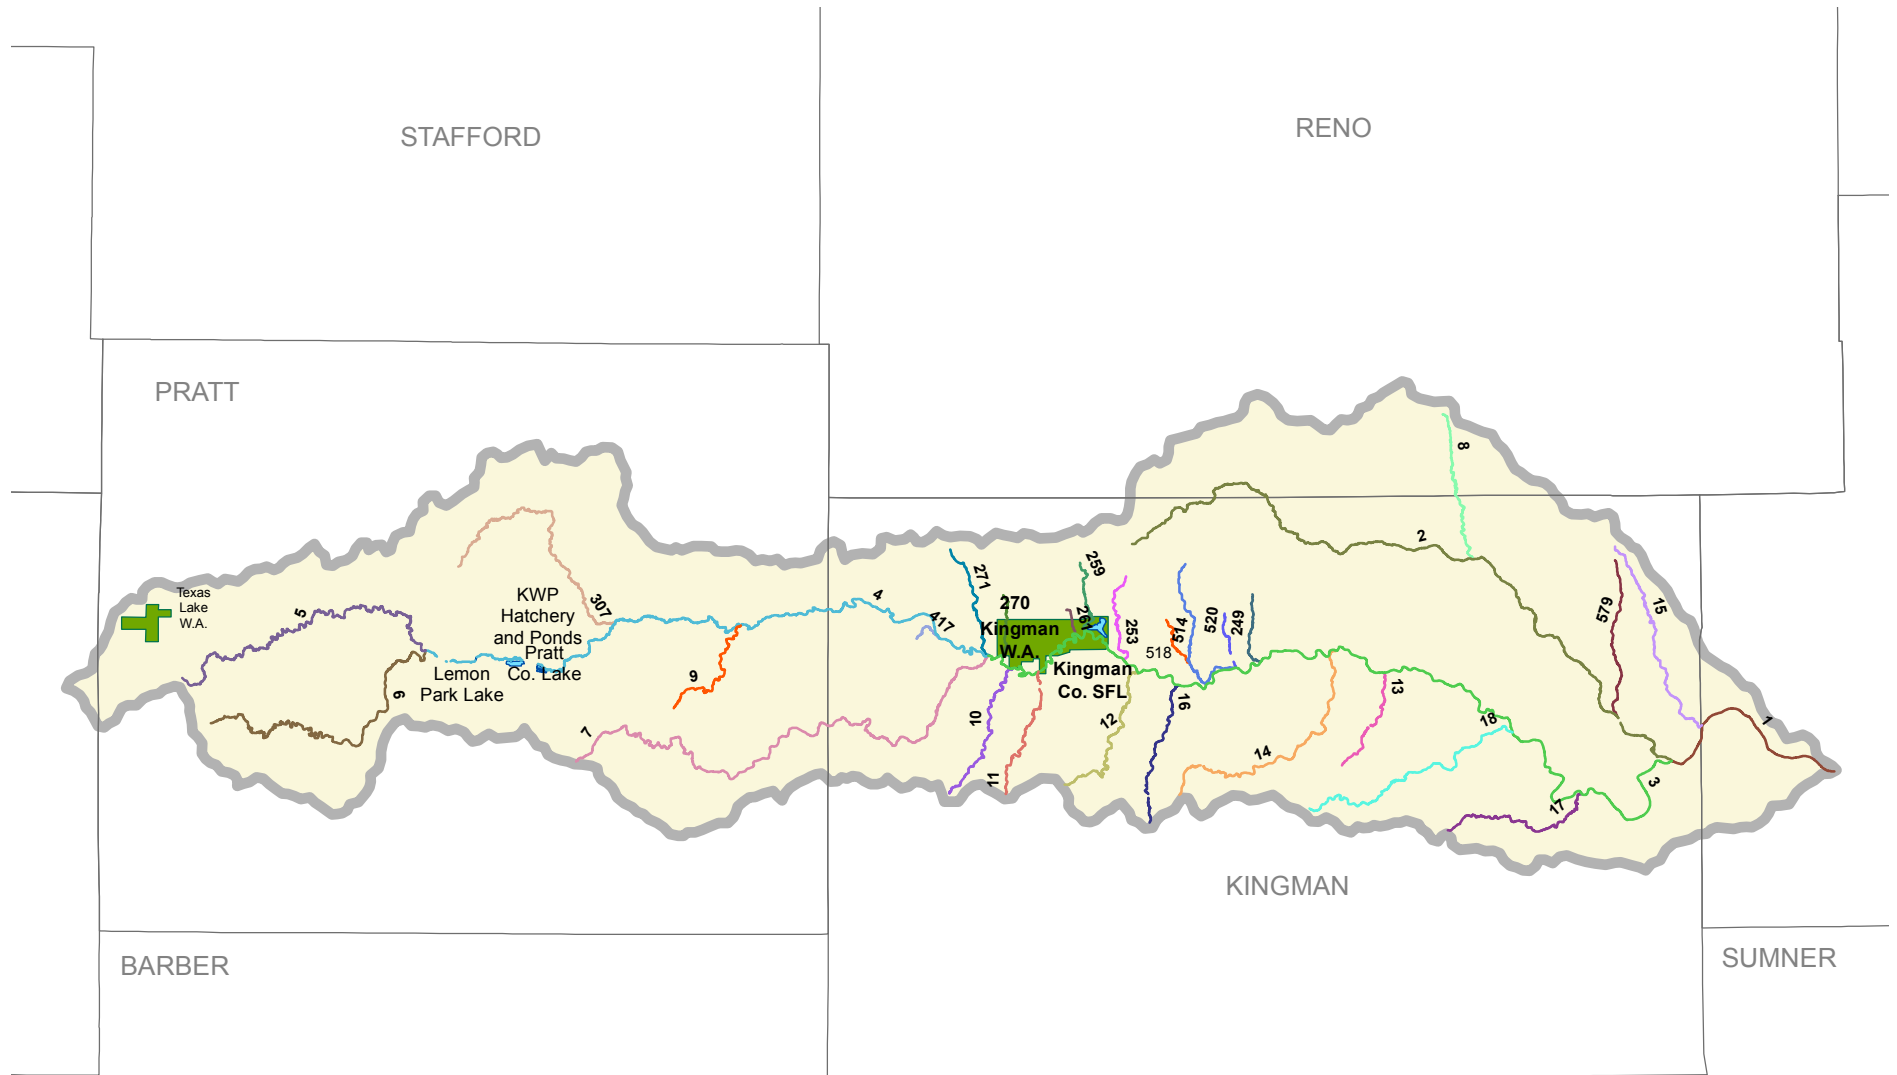 STAFFORD
RENO
PRATT
8
2
259
271
270
Texas
Lake
W.A.
KWP
Hatchery
and Ponds
Pratt
Co. Lake
Lemon
Park Lake
5
307
4
417
261
Kingman
W.A.
Kingman
Co. SFL
253
518
514
520
249
579
15
6
9
7
10
11
12
16
14
13
18
17
3
1
KINGMAN
BARBER
SUMNER